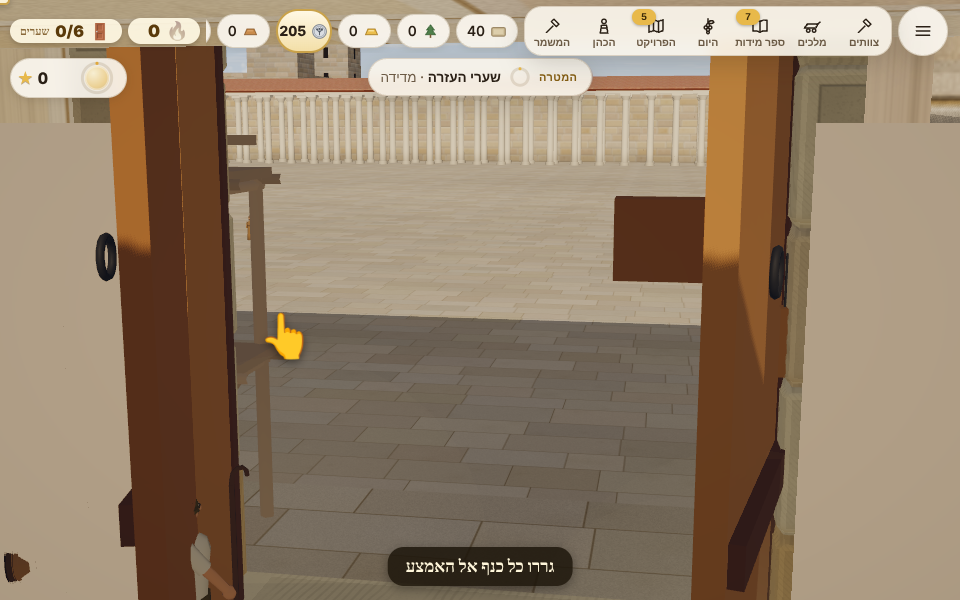 צוותים
מלכים
7
ספר מידות
היום
5
הפרויקט
הכהן
המשמר
40
0
0
205
0
0
0/6 שערים
0
המטרה שערי העזרה · מדידה
גררו כל כנף אל האמצע